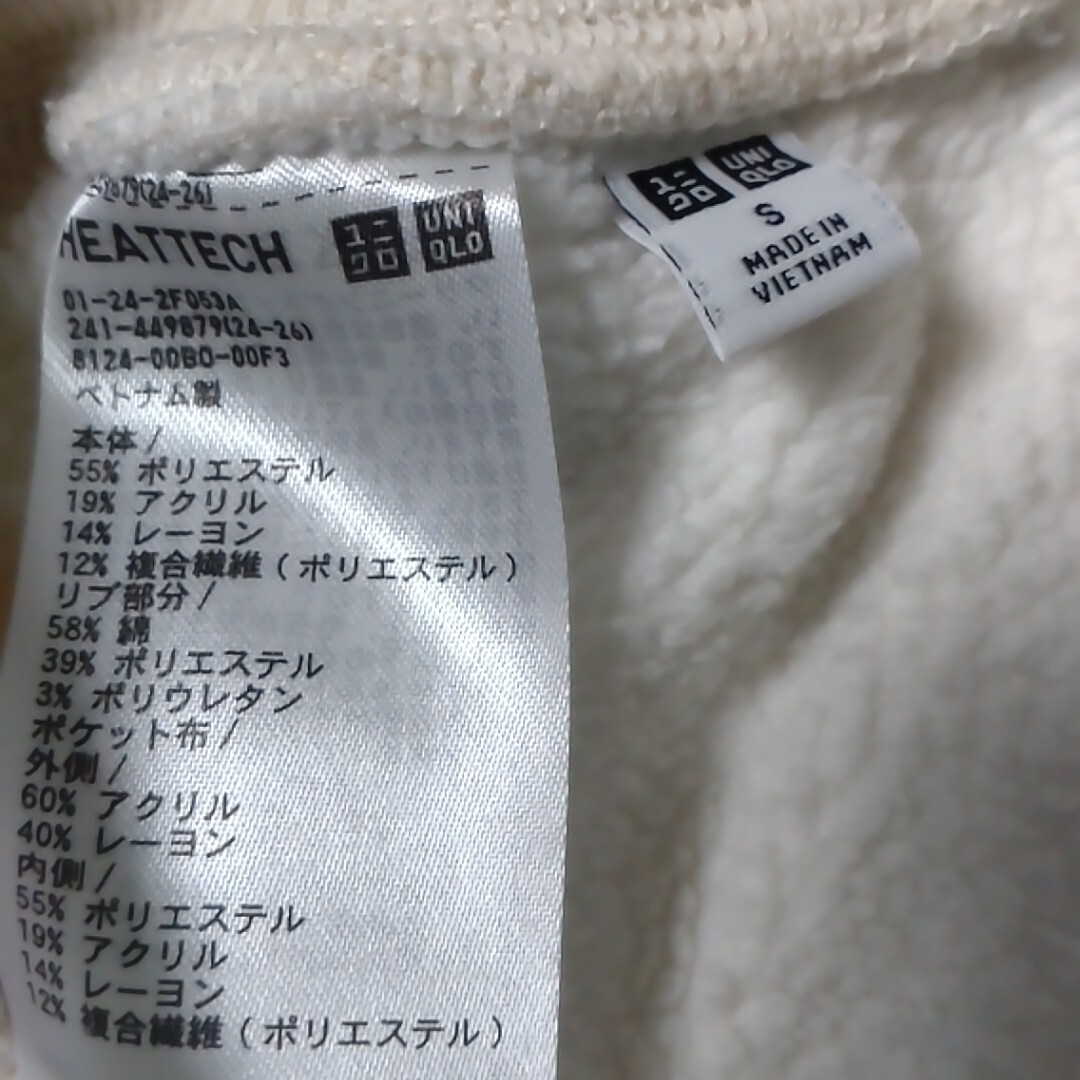 -2679(24-26)
HEATTECH
ユニクロ
UNIQLO
01-24-2F053A
241-449879(24-26)
8124-00B0-00F3
ベトナム製
本体/
55% ポリエステル
19% アクリル
14% レーヨン
12% 複合繊維(ポリエステル)
リブ部分/
58% 綿
39% ポリエステル
3% ポリウレタン
ポケット布/
外側/
60% アクリル
40% レーヨン
内側/
55% ポリエステル
19% アクリル
14% レーヨン
12% 複合繊維(ポリエステル)
ユニクロ
UNIQLO
S
MADE IN
VIETNAM